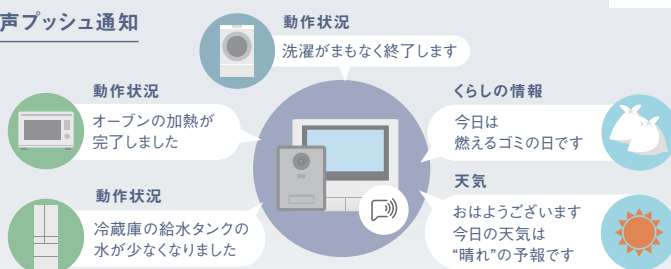 声プッシュ通知
動作状況
洗濯がまもなく終了します
動作状況
オーブンの加熱が
完了しました
くらしの情報
今日は
燃えるゴミの日です
動作状況
冷蔵庫の給水タンクの
水が少なくなりました
天気
おはようございます
今日の天気は
“晴れ”の予報です